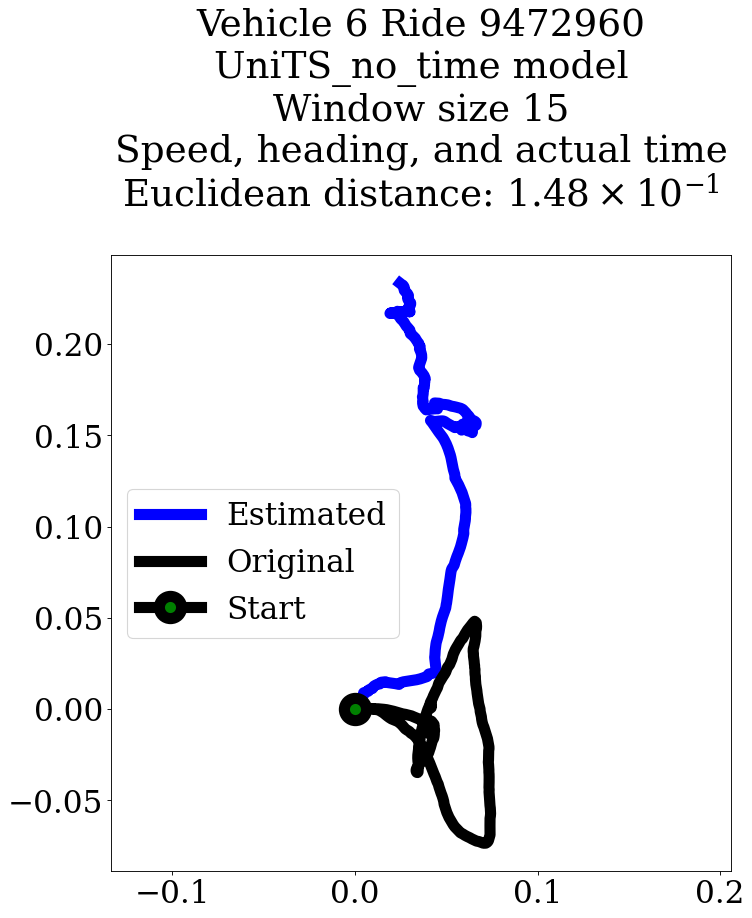 Vehicle 6 Ride 9472960
UniTS_no_time model
Window size 15
Speed, heading, and actual time
Euclidean distance: 1.48 × 10⁻¹
0.20
0.15
0.10
0.05
0.00
−0.05
Estimated
Original
Start
−0.1
0.0
0.1
0.2